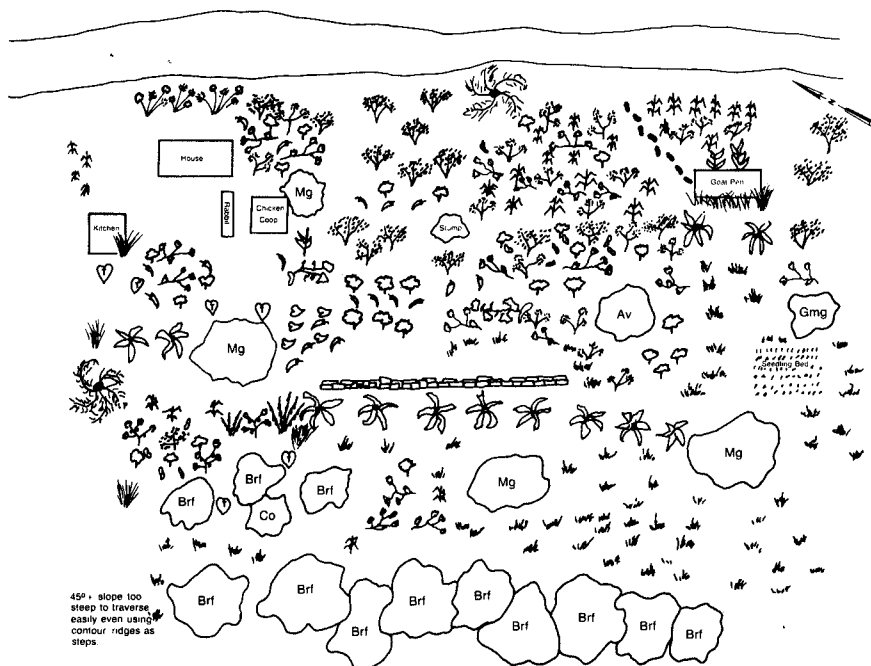 House
Mg
Goat Pen
Rabbit
Chicken
Coop
Kitchen
Stump
T
T
T
T
Av
Gmg
Mg
Seedling Bed
Mg
Mg
Brf
Brf
Brf
T
T
Co
Brf
Brf
Brf
Brf
Brf
Brf
Brf
Brf
Brf
45° + slope too
steep to traverse
easily even using
contour ridges as
steps.